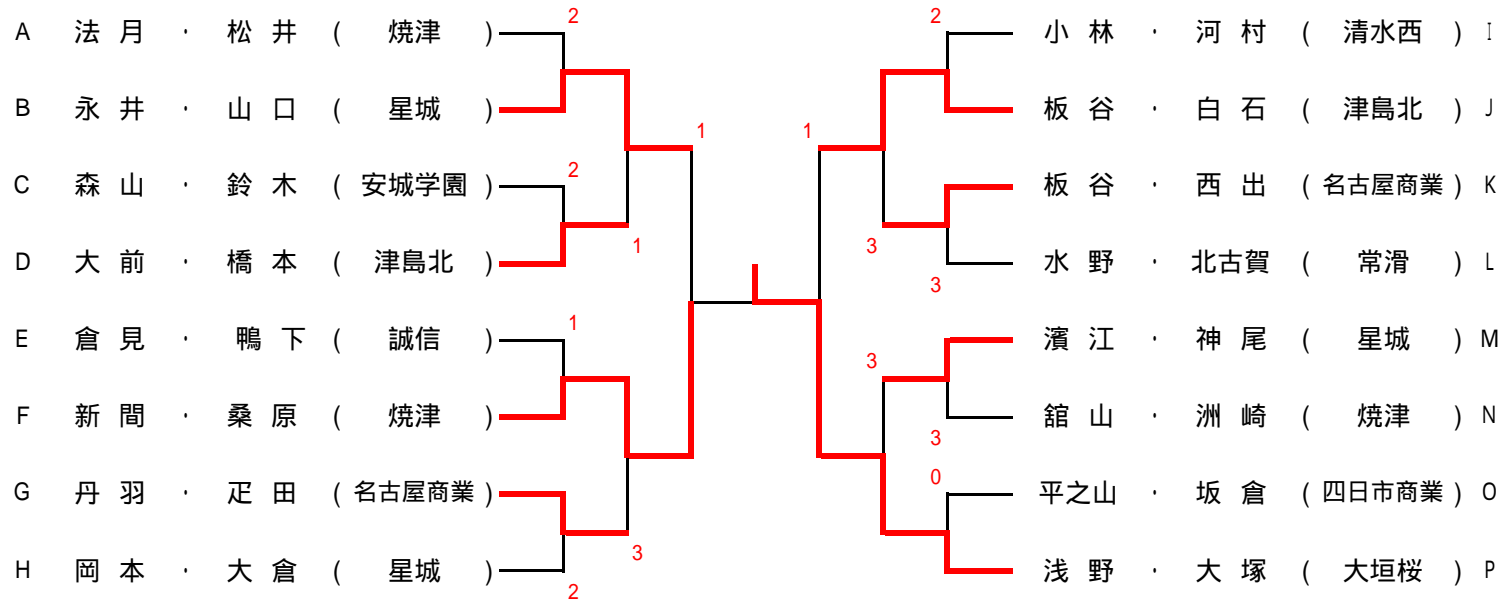 2 2
A 法月 · 松井 ( 焼津 ) 小林 · 河村 ( 清水西 ) I
B 永井 · 山口 ( 星城 ) 板谷 · 白石 ( 津島北 ) J
1 1
2
C 森山 · 鈴木 ( 安城学園 ) 板谷 · 西出 ( 名古屋商業 ) K
1 3
D 大前 · 橋本 ( 津島北 ) 水野 · 北古賀 ( 常滑 ) L
3
1
E 倉見 · 鴨下 ( 誠信 ) 濱江 · 神尾 ( 星城 ) M
3
F 新間 · 桑原 ( 焼津 ) 舘山 · 洲崎 ( 焼津 ) N
3
0
G 丹羽 · 疋田 ( 名古屋商業 ) 平之山 · 坂倉 ( 四日市商業 ) O
3
H 岡本 · 大倉 ( 星城 ) 浅野 · 大塚 ( 大垣桜 ) P
2